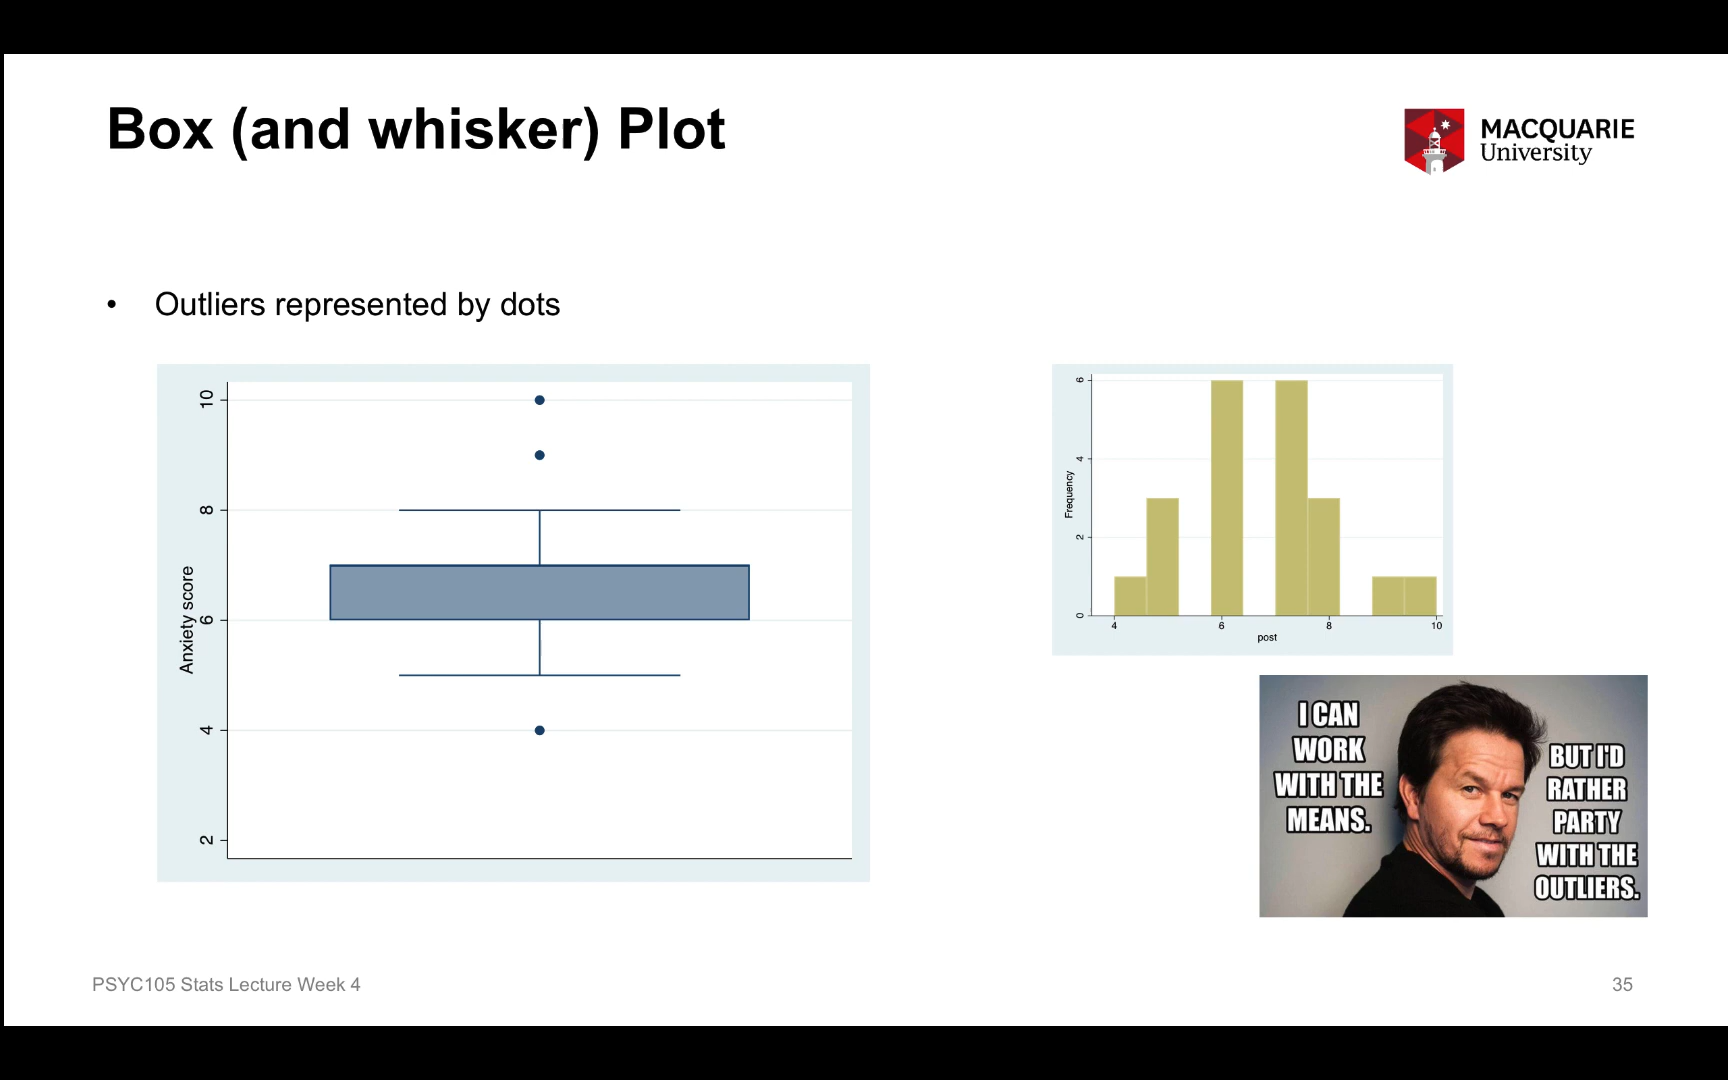 Box (and whisker) Plot
MACQUARIE
University
• Outliers represented by dots
10
8
6
4
2
Anxiety score
6
4
2
0
Frequency
4 6 8 10
post
I CAN
WORK
WITH THE
MEANS.
BUT I'D
RATHER
PARTY
WITH THE
OUTLIERS.
PSYC105 Stats Lecture Week 4
35